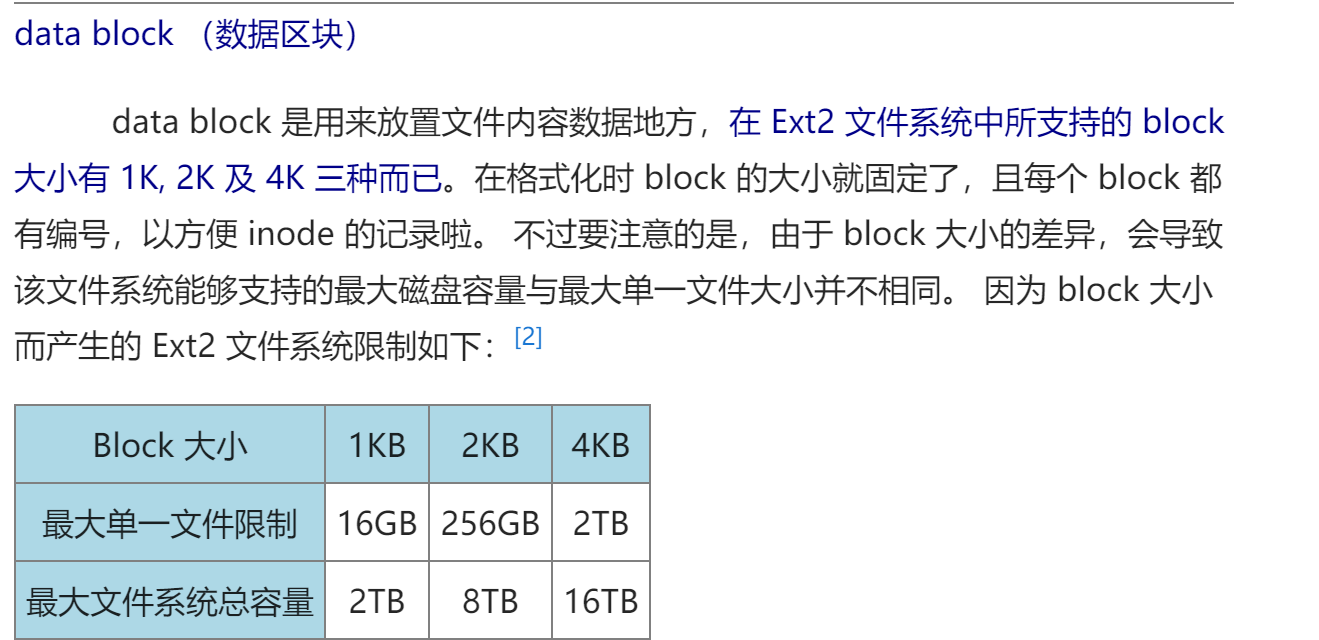 data block （数据区块）
data block 是用来放置文件内容数据地方，在 Ext2 文件系统中所支持的 block
大小有 1K, 2K 及 4K 三种而已。在格式化时 block 的大小就固定了，且每个 block 都
有编号，以方便 inode 的记录啦。 不过要注意的是，由于 block 大小的差异，会导致
该文件系统能够支持的最大磁盘容量与最大单一文件大小并不相同。 因为 block 大小
而产生的 Ext2 文件系统限制如下：[2]
Block 大小 1KB 2KB 4KB
最大单一文件限制 16GB 256GB 2TB
最大文件系统总容量 2TB 8TB 16TB